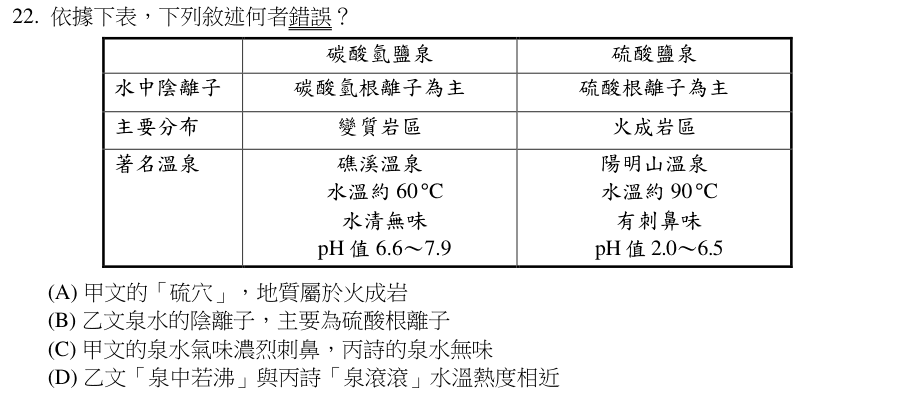 22. 依據下表，下列敘述何者錯誤？
碳酸氫鹽泉 硫酸鹽泉
水中陰離子 碳酸氫根離子為主 硫酸根離子為主
主要分布 變質岩區 火成岩區
著名溫泉 礁溪溫泉 陽明山溫泉
水溫約 60℃ 水溫約 90℃
水清無味 有刺鼻味
pH 值 6.6～7.9 pH 值 2.0～6.5
(A) 甲文的「硫穴」，地質屬於火成岩
(B) 乙文泉水的陰離子，主要為硫酸根離子
(C) 甲文的泉水氣味濃烈刺鼻，丙詩的泉水無味
(D) 乙文「泉中若沸」與丙詩「泉滾滾」水溫熱度相近